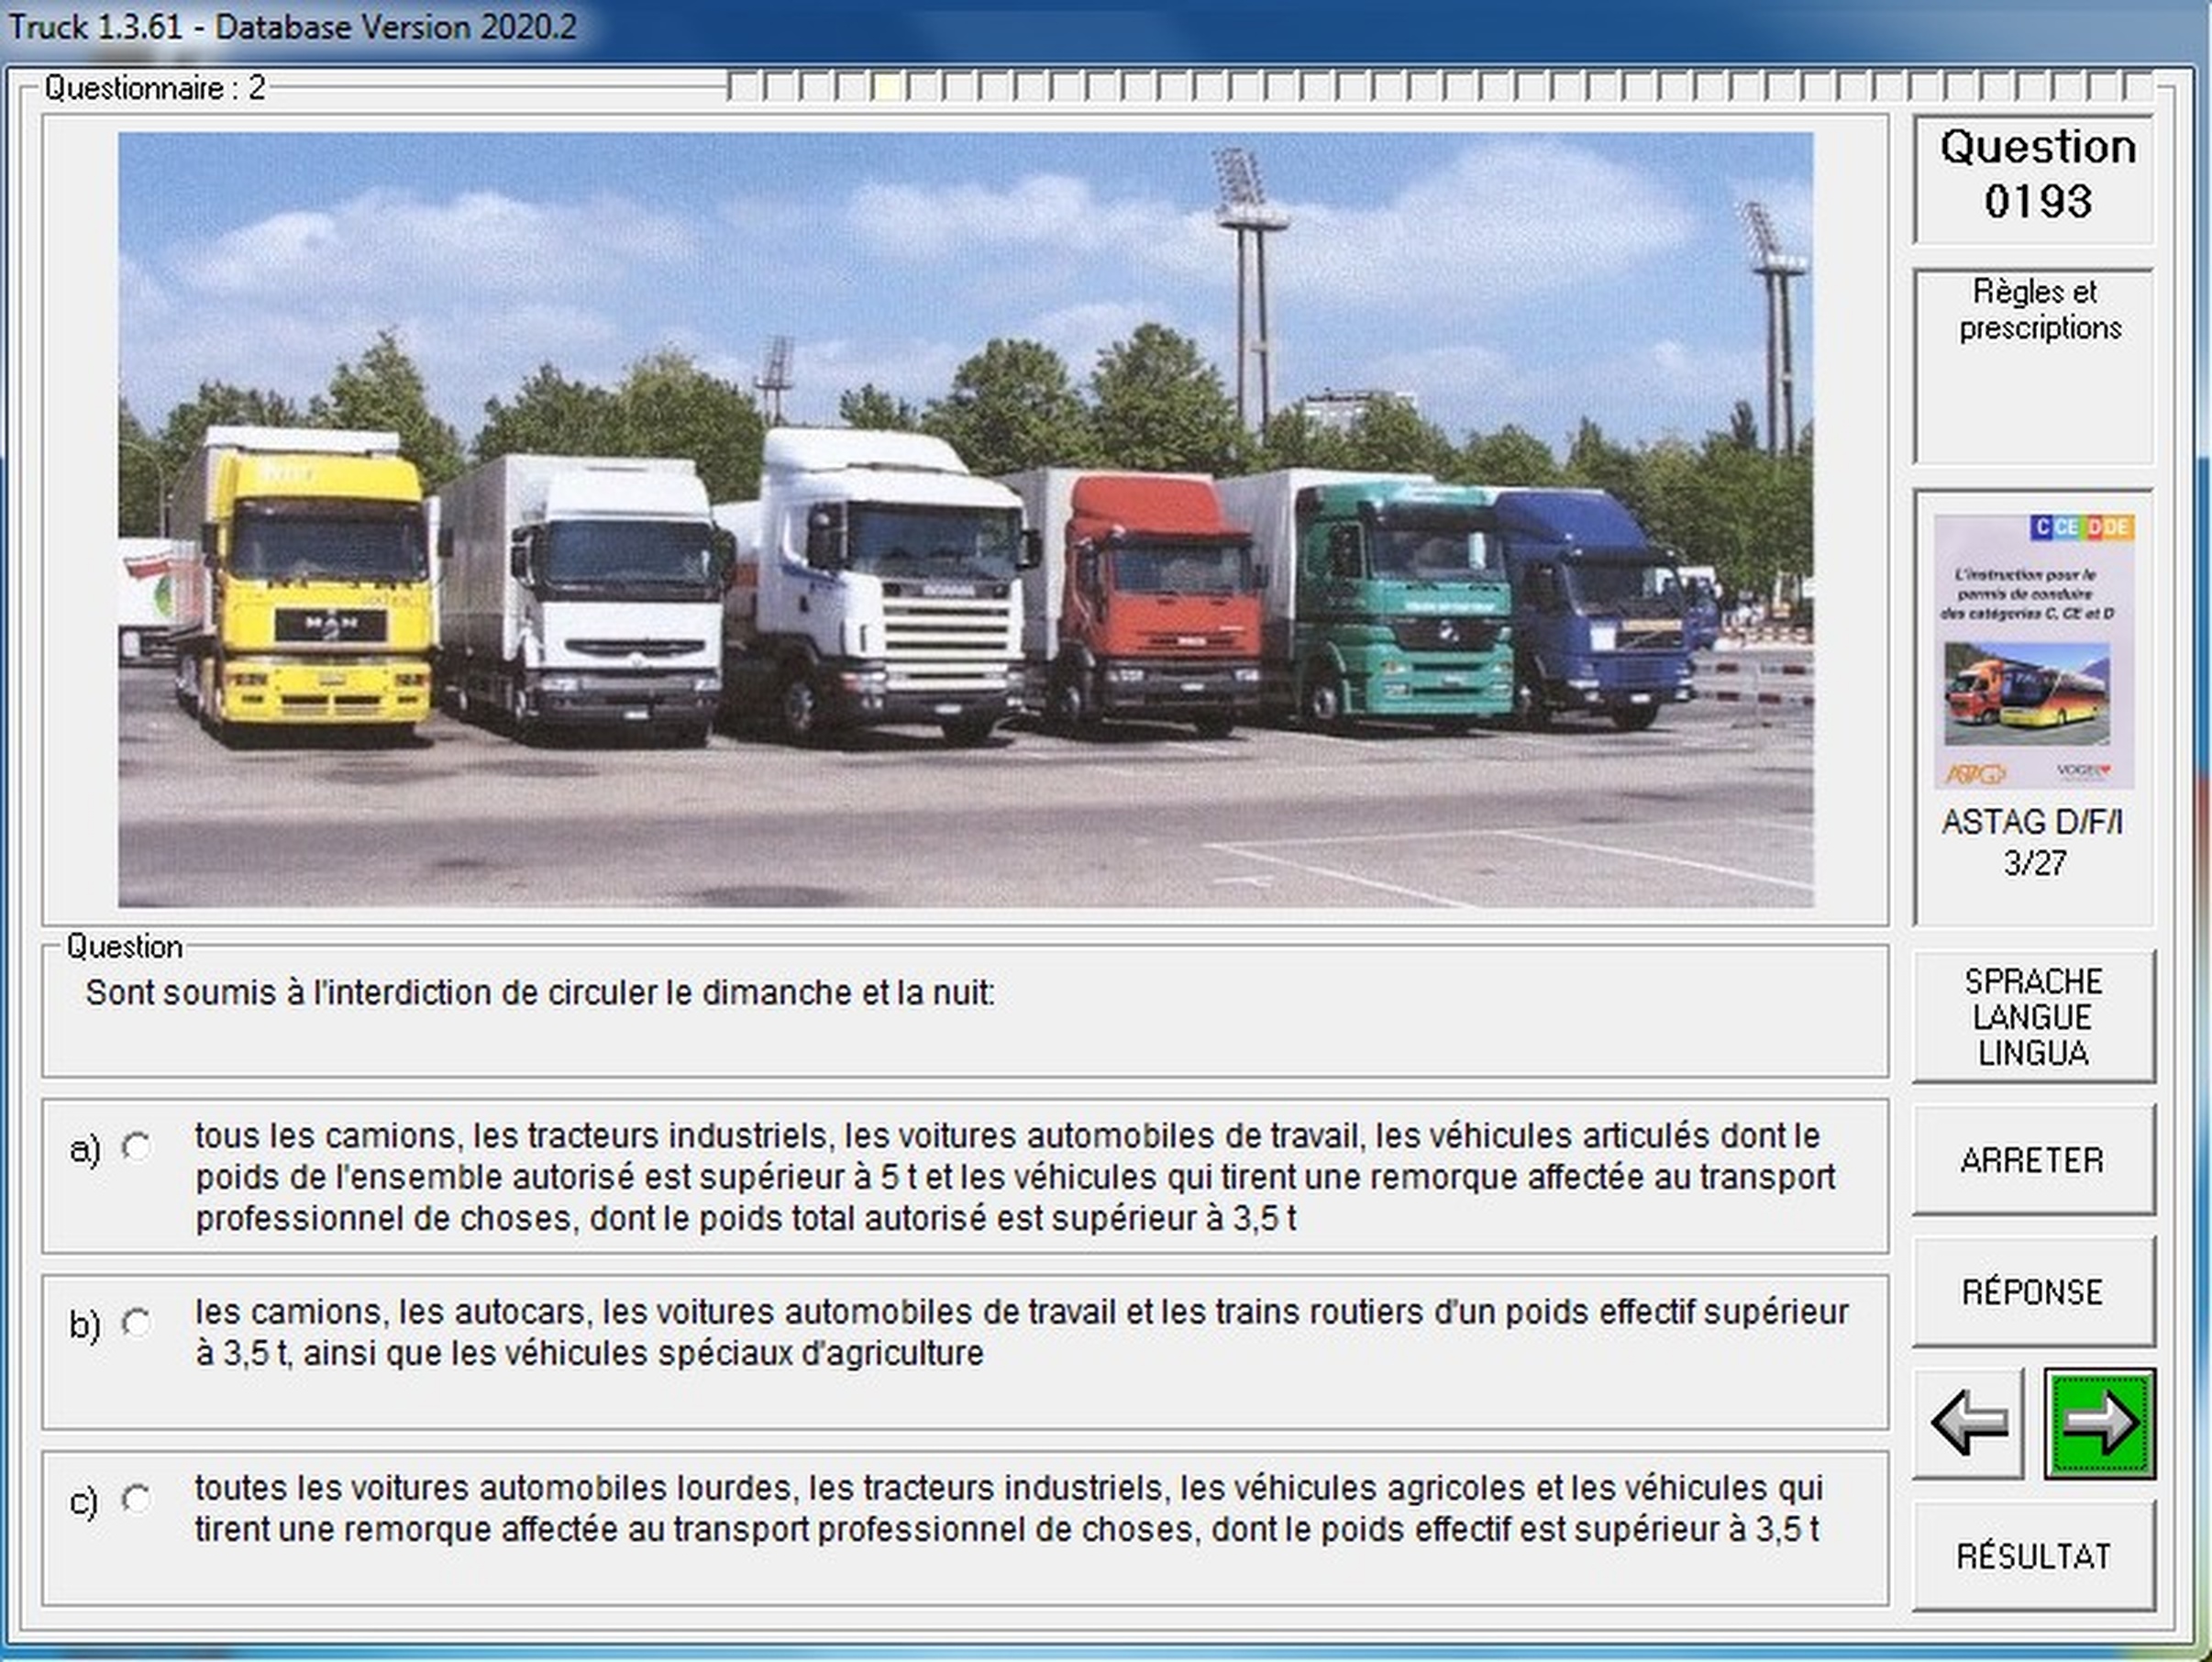 Truck 1.3.61 - Database Version 2020.2
Questionnaire : 2
Question
0193
Règles et
prescriptions
MAN
C CE D DE
L'instruction pour le
permis de conduire
des catégories C, CE et D
ASTAG
VOGEL
ASTAG D/F/I
3/27
Question
Sont soumis à l'interdiction de circuler le dimanche et la nuit:
a)
tous les camions, les tracteurs industriels, les voitures automobiles de travail, les véhicules articulés dont le
poids de l'ensemble autorisé est supérieur à 5 t et les véhicules qui tirent une remorque affectée au transport
professionnel de choses, dont le poids total autorisé est supérieur à 3,5 t
b)
les camions, les autocars, les voitures automobiles de travail et les trains routiers d'un poids effectif supérieur
à 3,5 t, ainsi que les véhicules spéciaux d'agriculture
c)
toutes les voitures automobiles lourdes, les tracteurs industriels, les véhicules agricoles et les véhicules qui
tirent une remorque affectée au transport professionnel de choses, dont le poids effectif est supérieur à 3,5 t
SPRACHE
LANGUE
LINGUA
ARRETER
RÉPONSE
RÉSULTAT